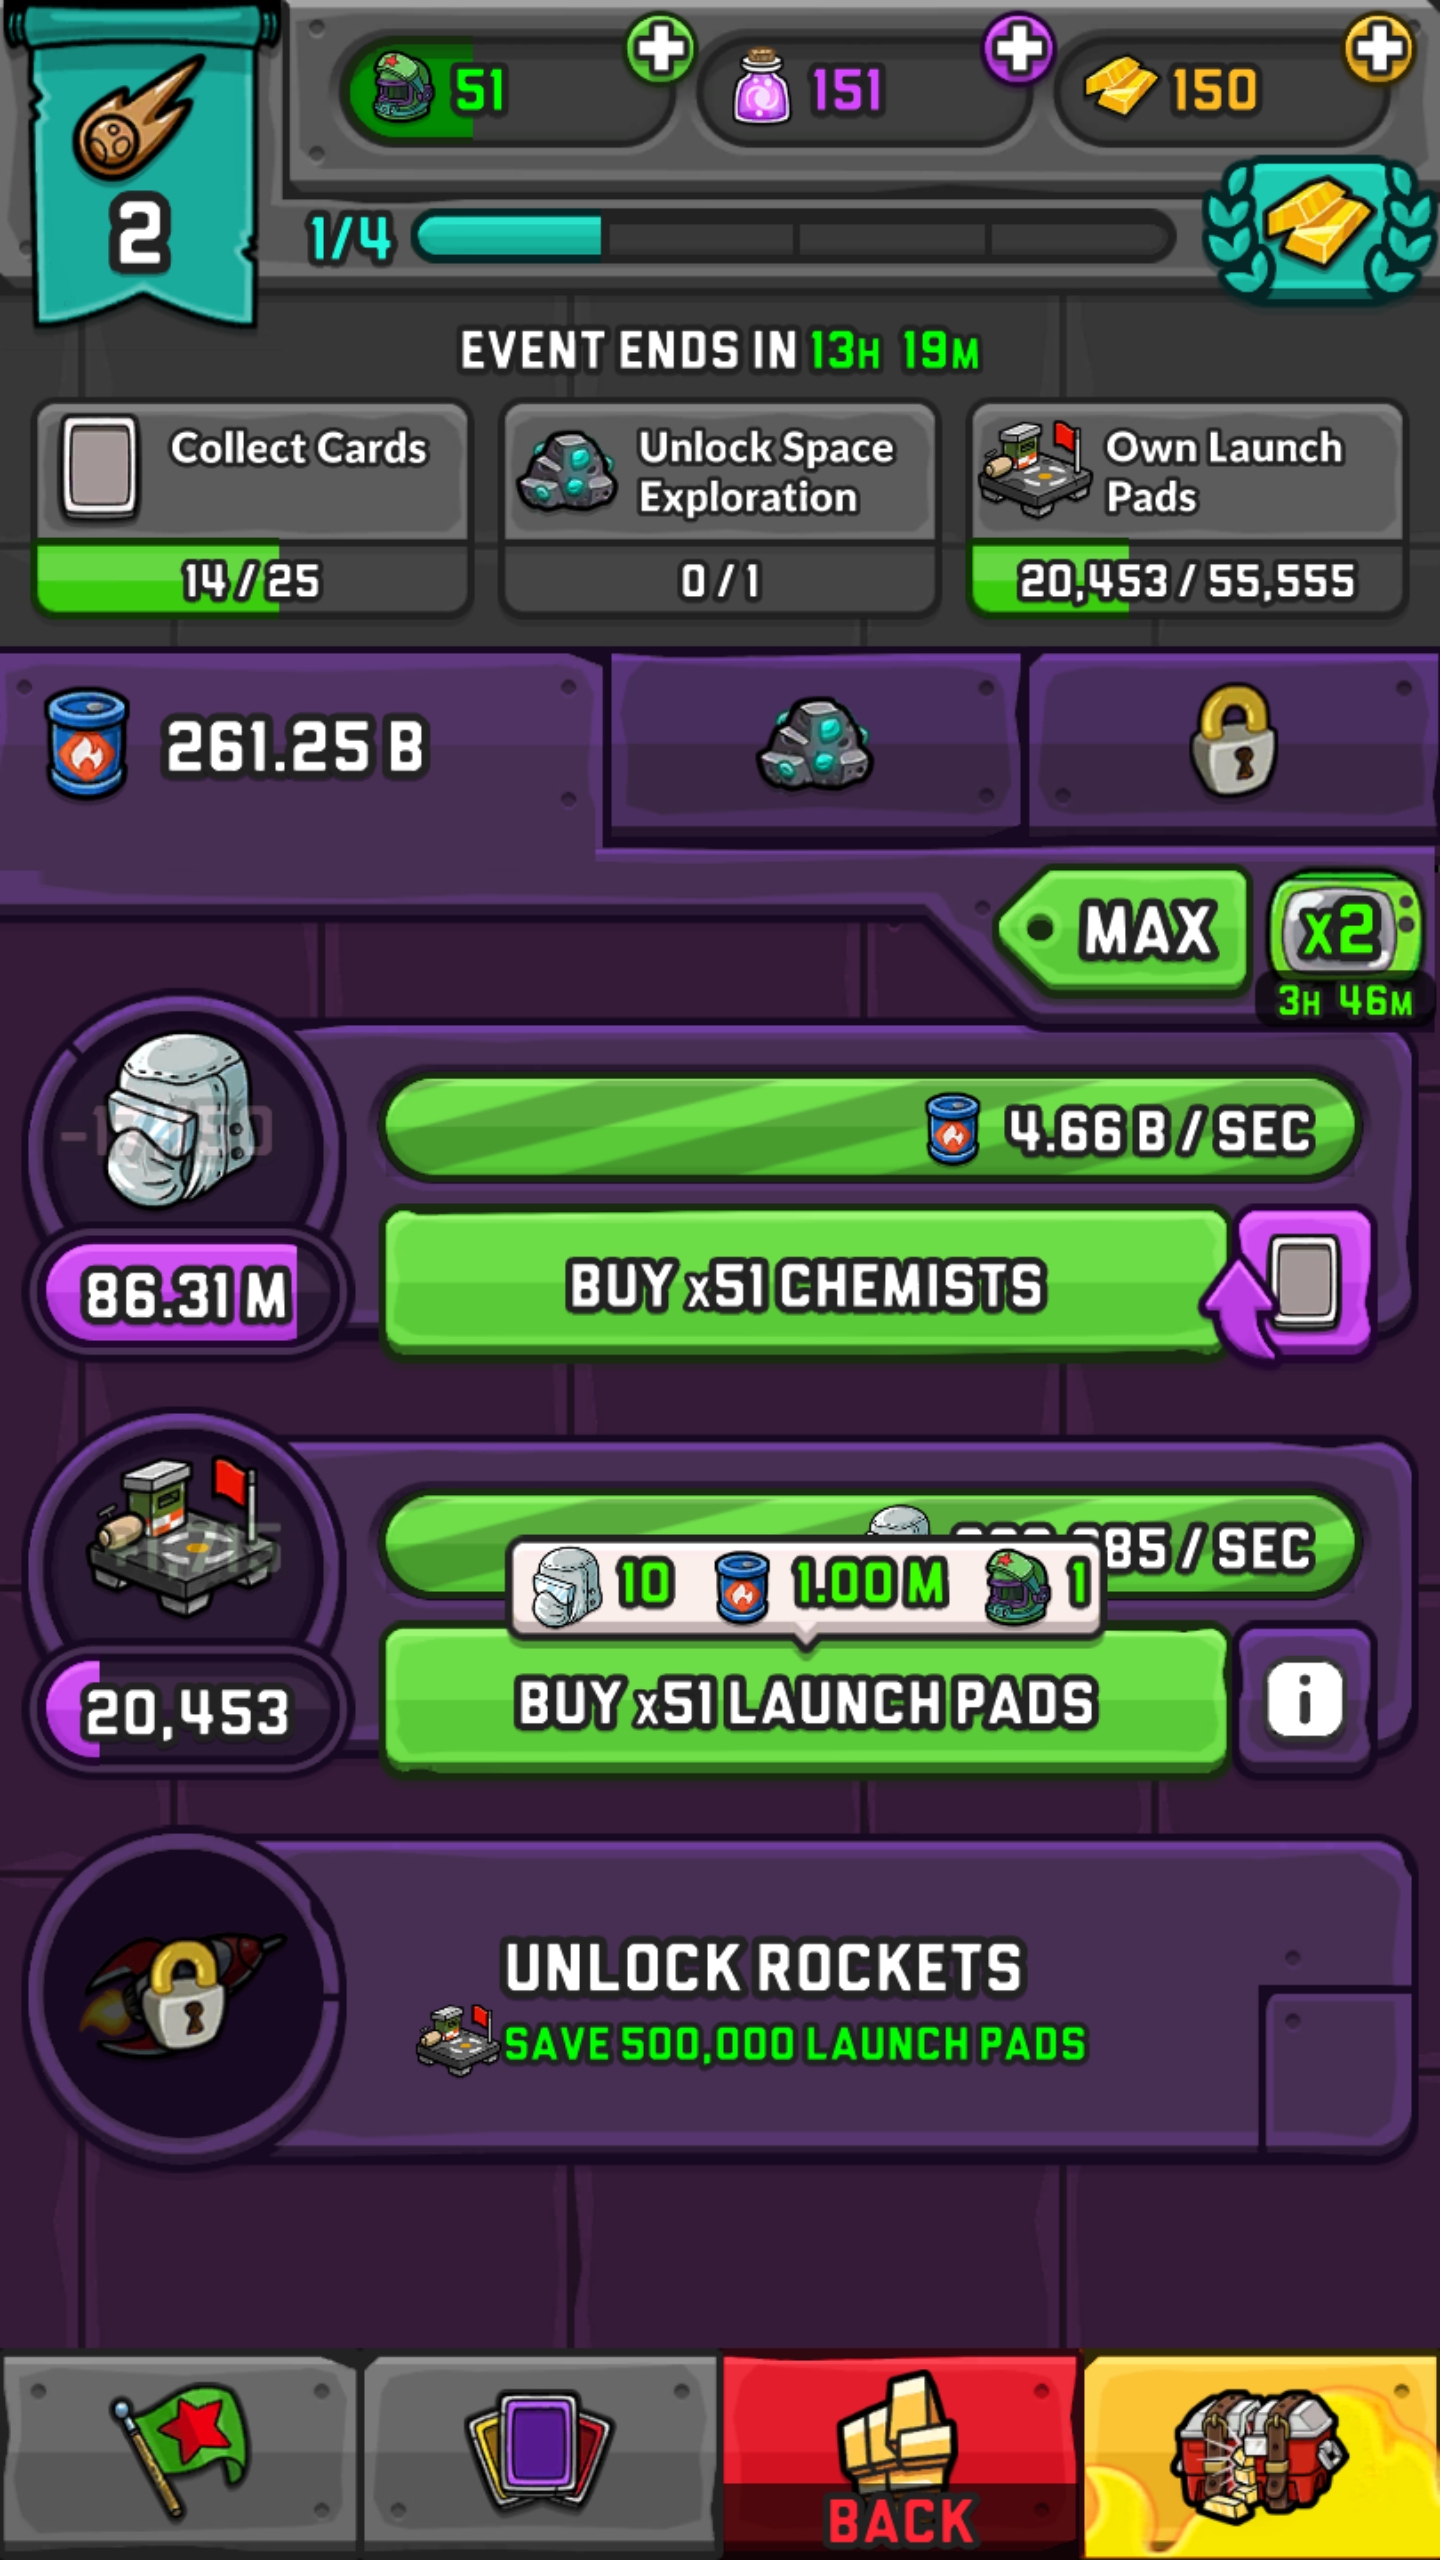 51
151
150
2
1/4
EVENT ENDS IN 13H 19M
Collect Cards
14/25
Unlock Space
Exploration
0/1
Own Launch
Pads
20,453/55,555
261.25 B
MAX
x2
3H 46M
4.66 B / SEC
86.31 M
BUY x51 CHEMISTS
85 / SEC
10
1.00 M
1
20,453
BUY x51 LAUNCH PADS
i
UNLOCK ROCKETS
SAVE 500,000 LAUNCH PADS
BACK